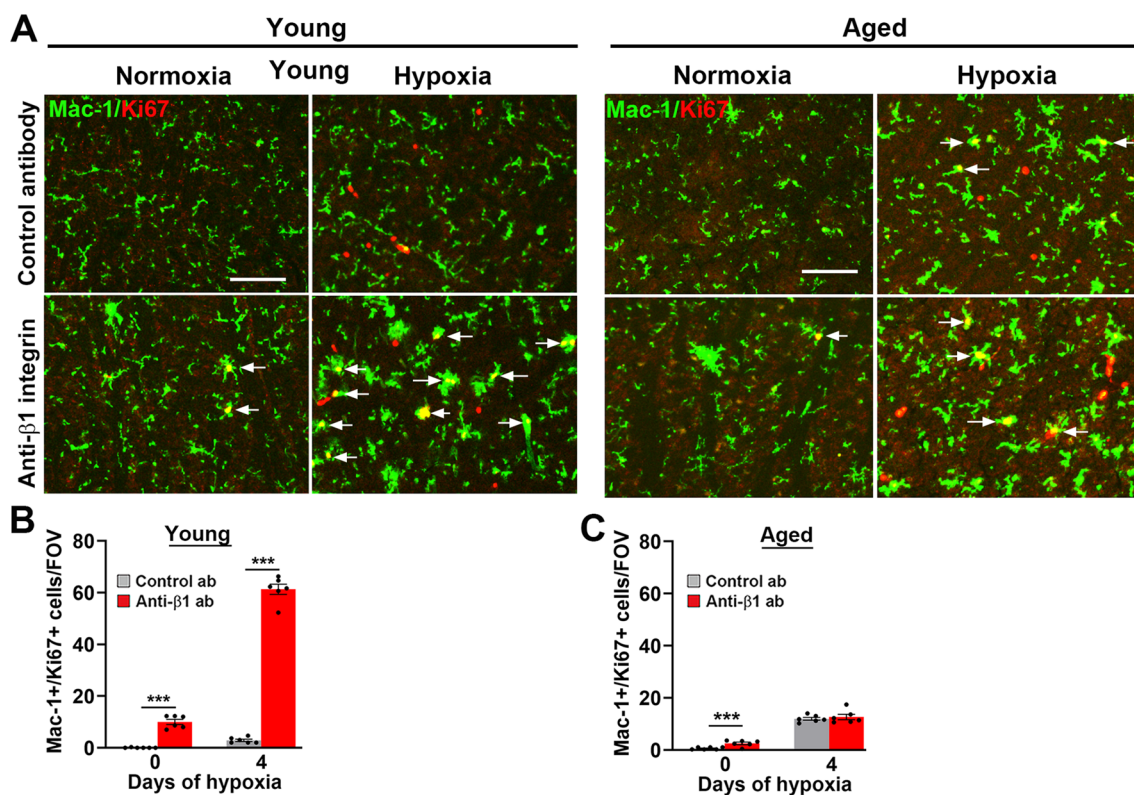 A
Young
Aged
Normoxia
Young
Hypoxia
Normoxia
Hypoxia
Control antibody
Mac-1/Ki67
Mac-1/Ki67
Anti-β1 integrin
B
Young
Mac-1+/Ki67+ cells/FOV
80
60
40
20
0
Control ab
Anti-β1 ab
***
***
0
4
Days of hypoxia
C
Aged
Mac-1+/Ki67+ cells/FOV
80
60
40
20
0
Control ab
Anti-β1 ab
***
0
4
Days of hypoxia